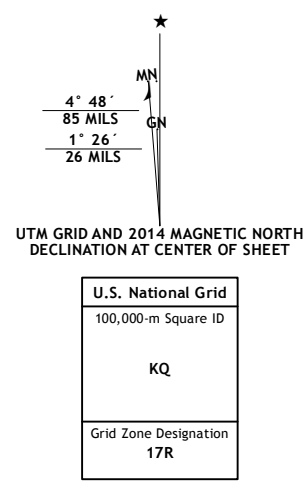 ★
MN
4° 48´
85 MILS
GN
1° 26´
26 MILS
UTM GRID AND 2014 MAGNETIC NORTH
DECLINATION AT CENTER OF SHEET
U.S. National Grid
100,000-m Square ID
KQ
Grid Zone Designation
17R